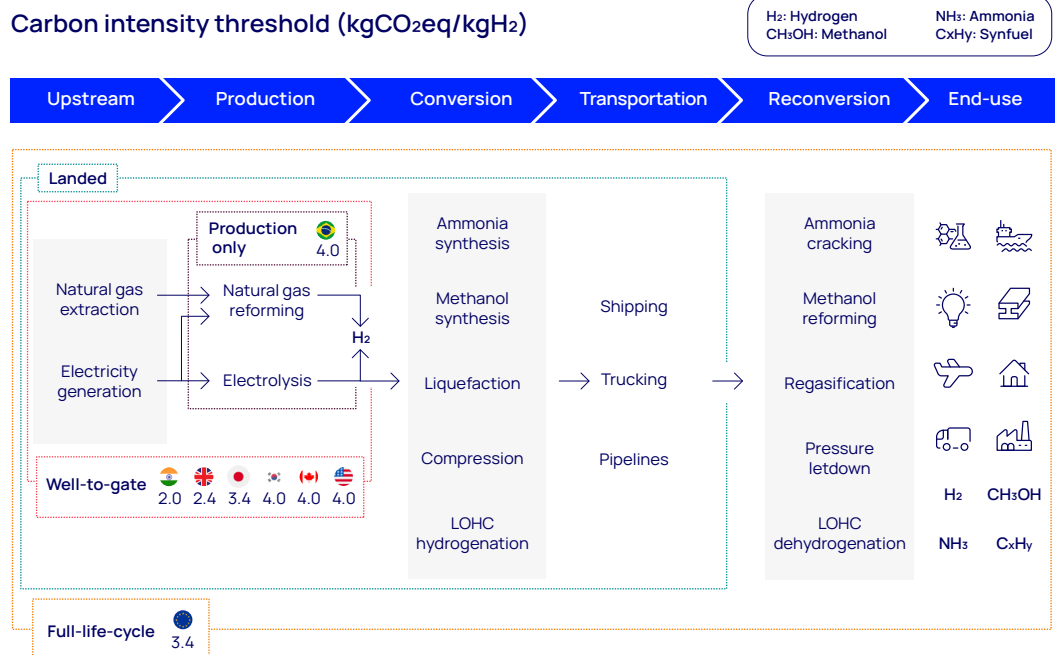 Carbon intensity threshold (kgCO₂eq/kgH₂)
H₂: Hydrogen
NH₃: Ammonia
CH₃OH: Methanol
CxHy: Synfuel
Upstream
Production
Conversion
Transportation
Reconversion
End-use
Landed
Production
only
4.0
Natural gas
extraction
Natural gas
reforming
H₂
Electricity
generation
Electrolysis
Well-to-gate
2.0
2.4
3.4
4.0
4.0
4.0
Ammonia
synthesis
Methanol
synthesis
Liquefaction
Compression
LOHC
hydrogenation
Shipping
Trucking
Pipelines
Ammonia
cracking
Methanol
reforming
Regasification
Pressure
letdown
LOHC
dehydrogenation
H₂
CH₃OH
NH₃
CxHy
Full-life-cycle
3.4